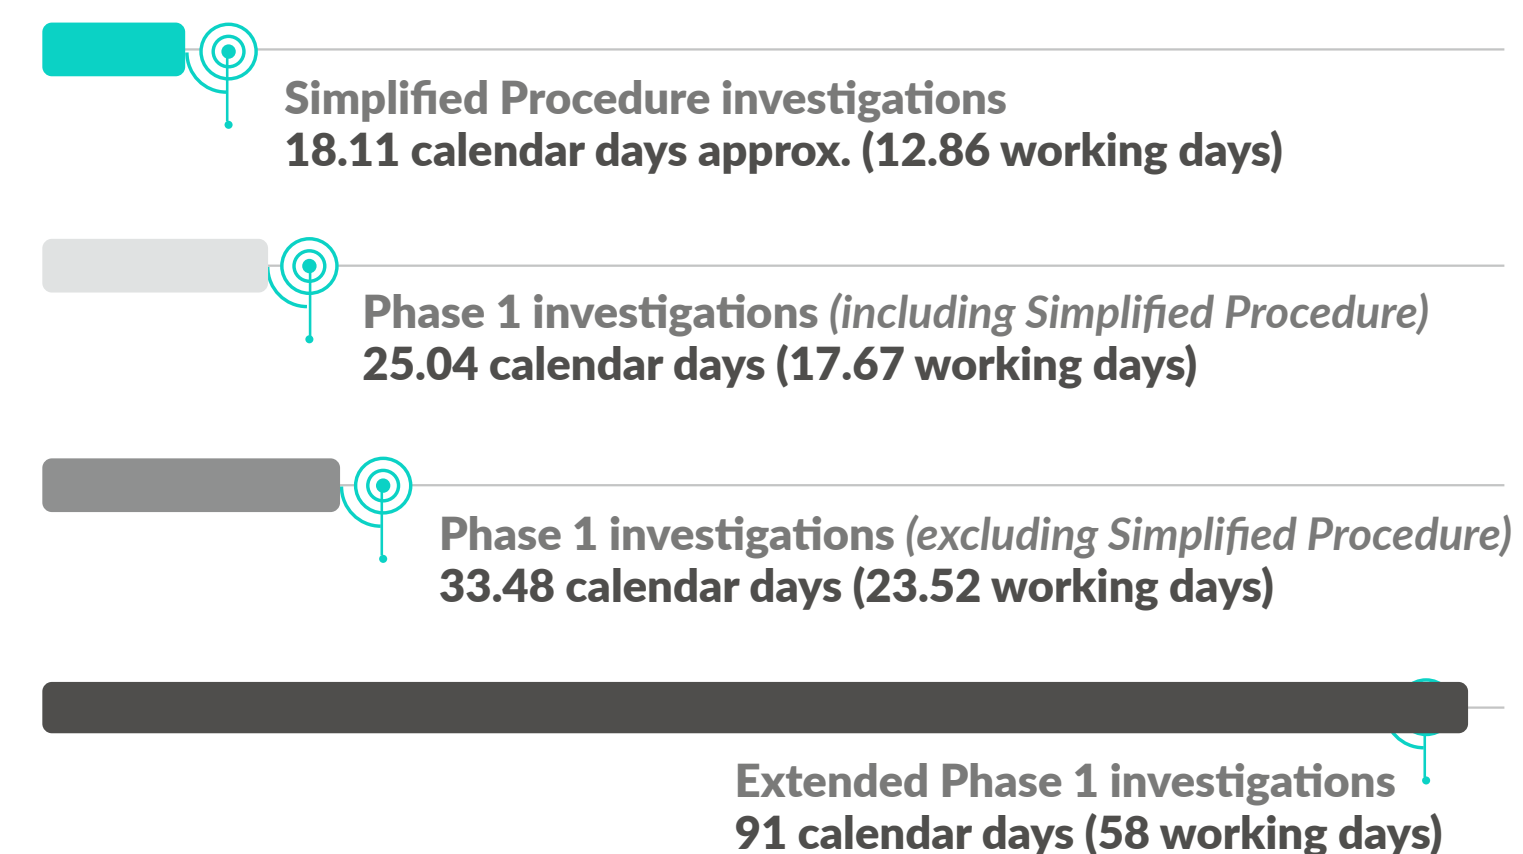 Simplified Procedure investigations
18.11 calendar days approx. (12.86 working days)
Phase 1 investigations (including Simplified Procedure)
25.04 calendar days (17.67 working days)
Phase 1 investigations (excluding Simplified Procedure)
33.48 calendar days (23.52 working days)
Extended Phase 1 investigations
91 calendar days (58 working days)